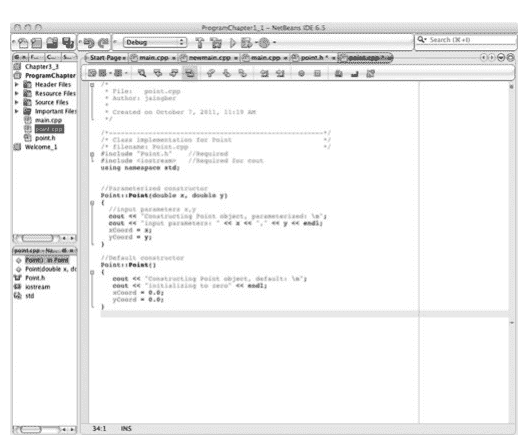 ProgramChapter1_1 – NetBeans IDE 6.5
Debug
Search (⌘+I)
F... C... S...
Start Page main.cpp newmain.cpp main.cpp point.h * point.cpp *
Chapter3_3
ProgramChapter
Header Files
Resource Files
Source Files
Important Files
main.cpp
point.cpp
point.h
Welcome_1
/*
* File: point.cpp
* Author: jaingber
*
* Created on October 7, 2011, 11:19 AM
*/
/*--------------------------------------------------*/
/* Class implementation for Point */
/* filename: Point.cpp */
#include "Point.h" //Required
#include <iostream> //Required for cout
using namespace std;
//Parameterized constructor
Point::Point(double x, double y)
{
//input parameters x,y
cout << "Constructing Point object, parameterized: \n";
cout << "input parameters: " << x << "," << y << endl;
xCoord = x;
yCoord = y;
}
//Default constructor
Point::Point()
{
cout << "Constructing Point object, default: \n";
cout << "initializing to zero" << endl;
xCoord = 0.0;
yCoord = 0.0;
}
point.cpp - Na...
Point() in Point
Point(double x, do
Point.h
iostream
std
34:1 INS